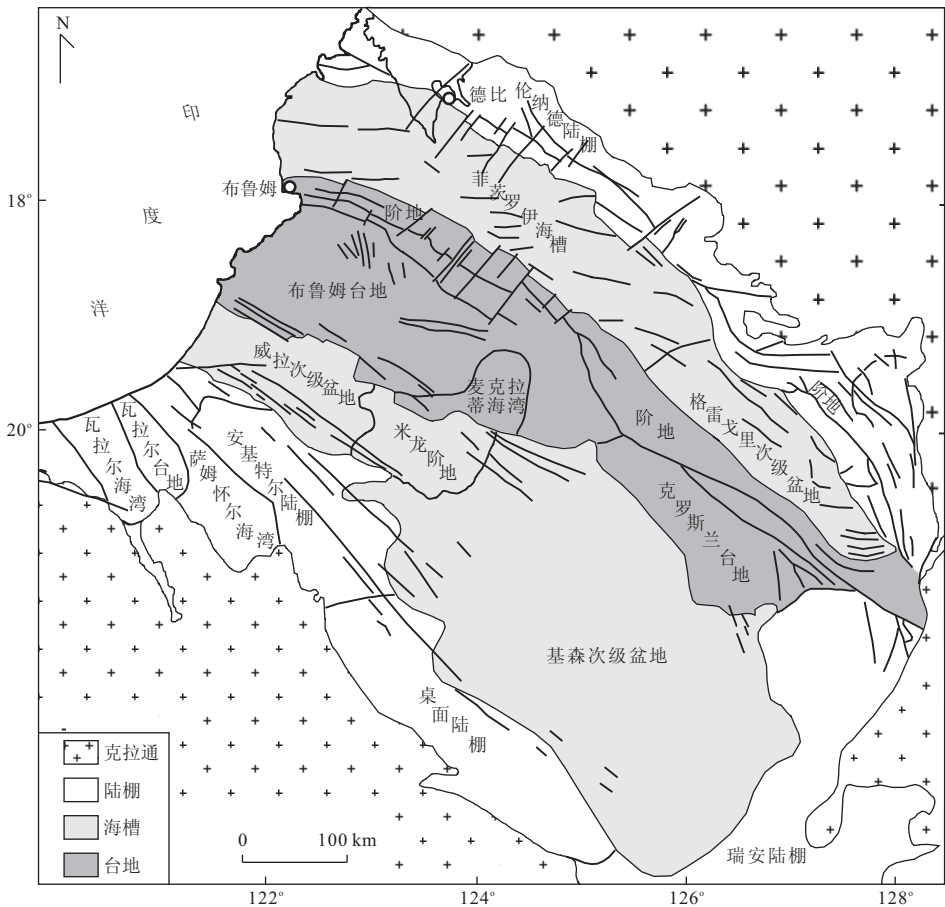 N
印度洋
18°
20°
122°
124°
126°
128°
德比
伦纳德陆棚
布鲁姆
阶地
菲茨罗伊海槽
布鲁姆台地
威拉次级盆地
麦克拉
蒂海湾
米龙阶地
阶地
格雷戈里次级盆地
阶地
克罗斯兰台地
瓦拉尔海湾
瓦拉尔台地
萨姆怀尔海湾
安基特尔陆棚
基森次级盆地
桌面陆棚
瑞安陆棚
克拉通
陆棚
海槽
台地
0 100 km